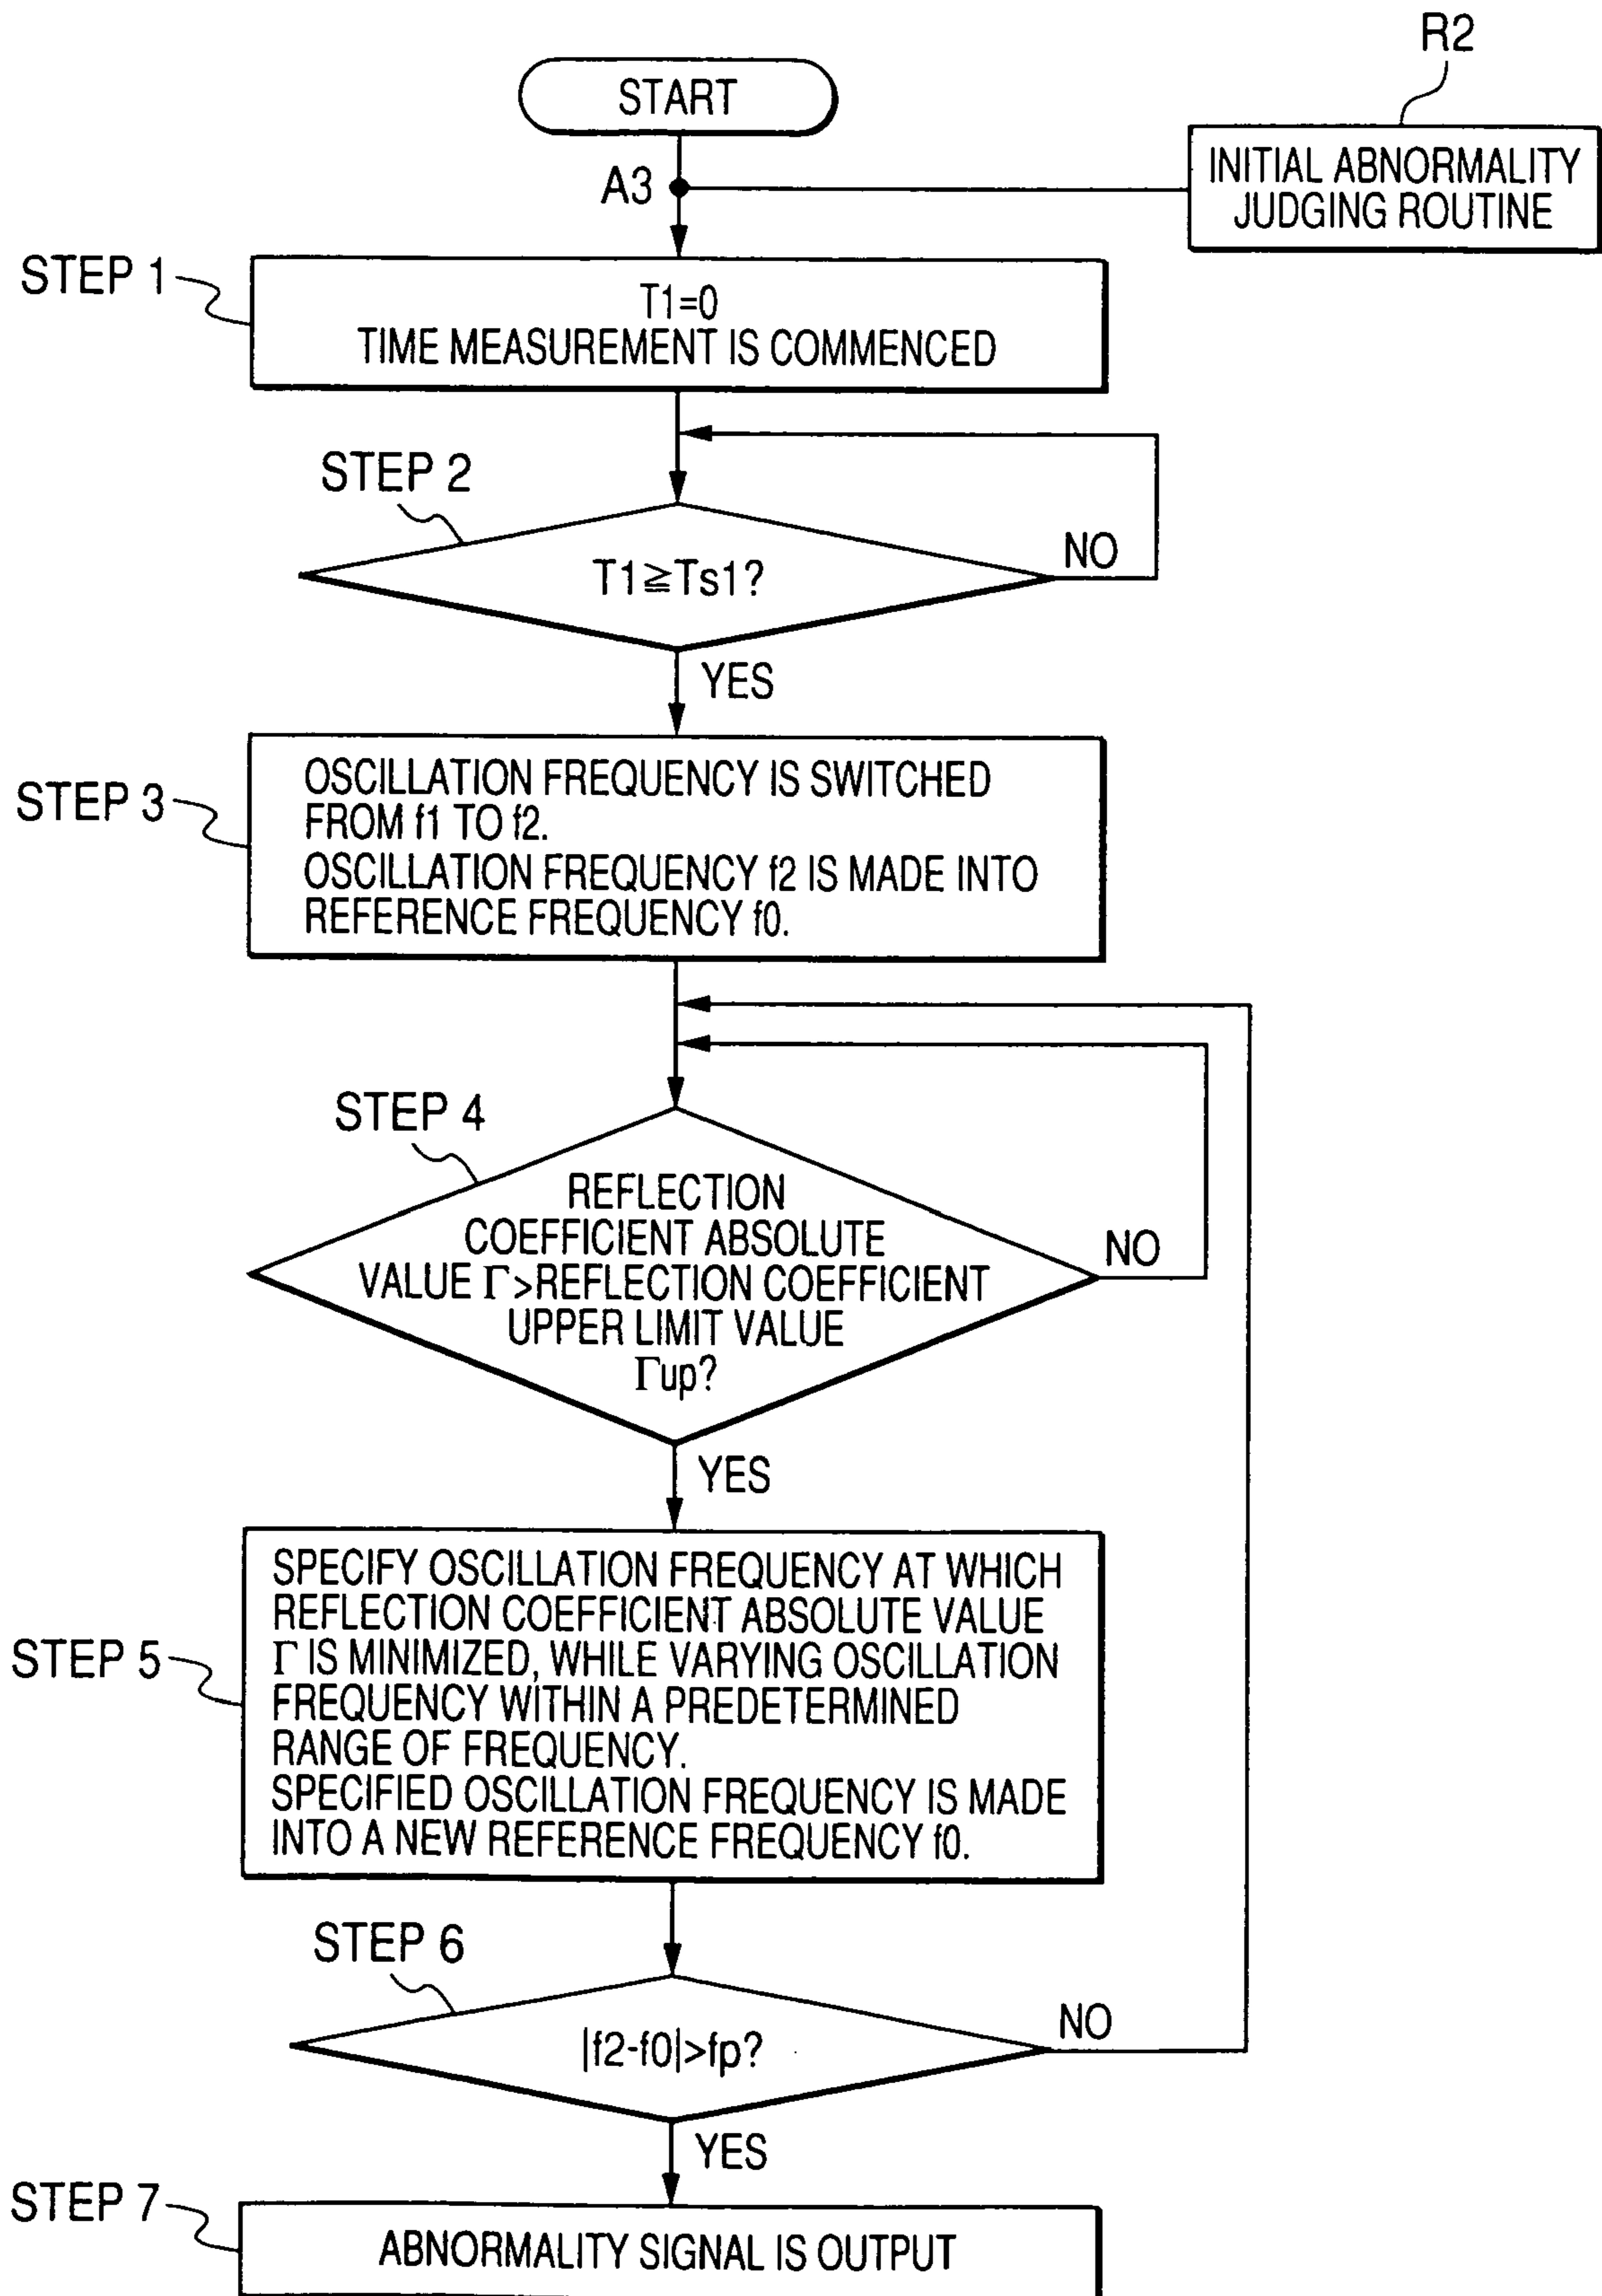 R2
START
INITIAL ABNORMALITY
JUDGING ROUTINE
A3
STEP 1
T1=0
TIME MEASUREMENT IS COMMENCED
STEP 2
T1≧Ts1?
NO
YES
STEP 3
OSCILLATION FREQUENCY IS SWITCHED
FROM f1 TO f2.
OSCILLATION FREQUENCY f2 IS MADE INTO
REFERENCE FREQUENCY f0.
STEP 4
REFLECTION
COEFFICIENT ABSOLUTE
VALUE Γ>REFLECTION COEFFICIENT
UPPER LIMIT VALUE
Γup?
NO
YES
STEP 5
SPECIFY OSCILLATION FREQUENCY AT WHICH
REFLECTION COEFFICIENT ABSOLUTE VALUE
Γ IS MINIMIZED, WHILE VARYING OSCILLATION
FREQUENCY WITHIN A PREDETERMINED
RANGE OF FREQUENCY.
SPECIFIED OSCILLATION FREQUENCY IS MADE
INTO A NEW REFERENCE FREQUENCY f0.
STEP 6
|f2-f0|>fp?
NO
YES
STEP 7
ABNORMALITY SIGNAL IS OUTPUT